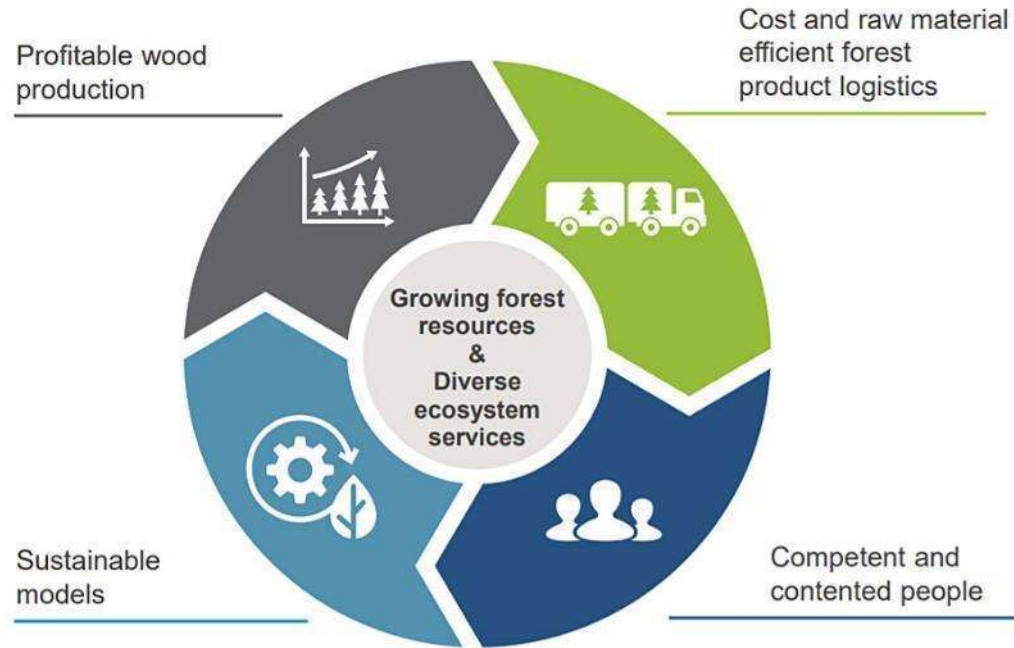 Profitable wood
production
Cost and raw material
efficient forest
product logistics
Growing forest
resources
&
Diverse
ecosystem
services
Sustainable
models
Competent and
contented people